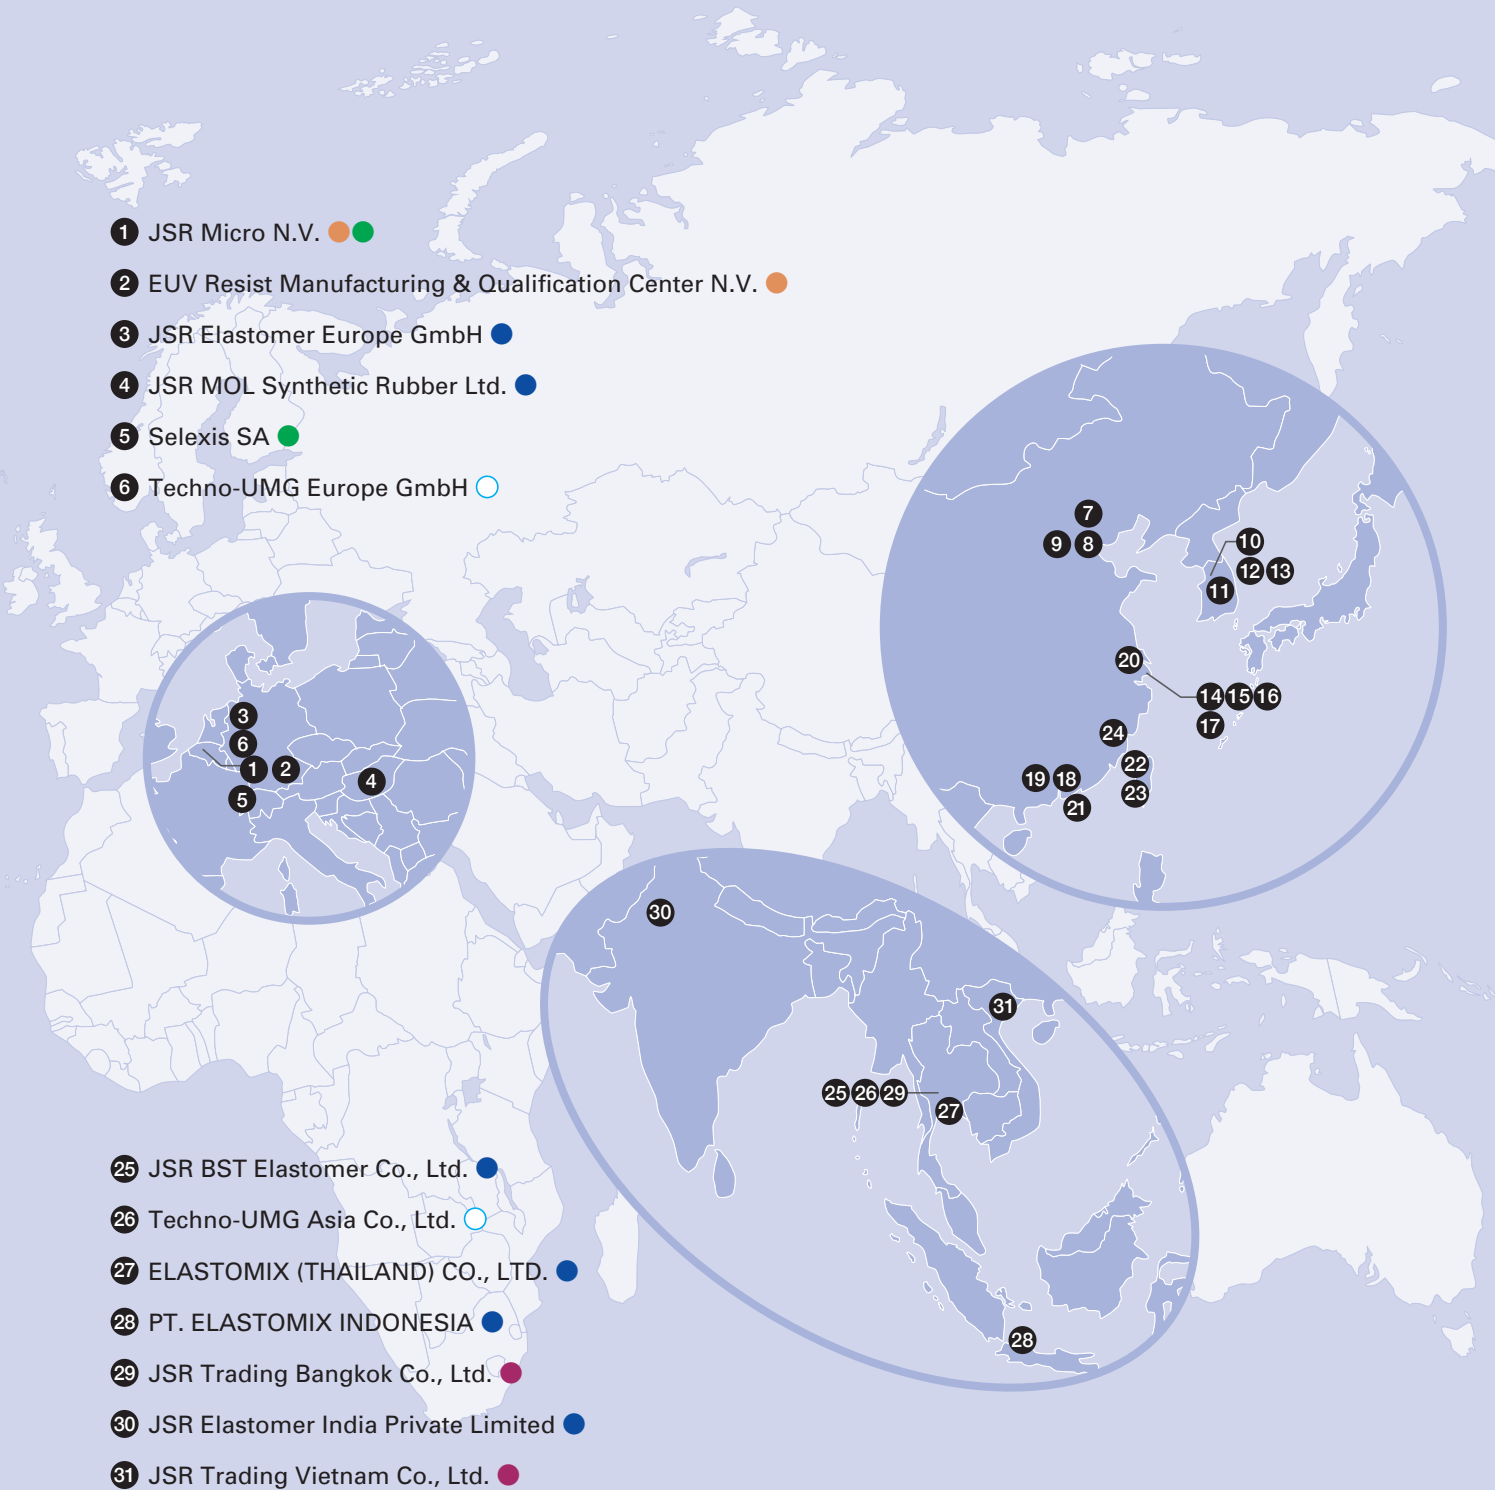 1 JSR Micro N.V.
2 EUV Resist Manufacturing & Qualification Center N.V.
3 JSR Elastomer Europe GmbH
4 JSR MOL Synthetic Rubber Ltd.
5 Selexis SA
6 Techno-UMG Europe GmbH
7
9 8
10
12 13
11
20
14 15 16
17
24
22
19 18
23
21
3
6
1 2
4
5
30
31
25 26 29
27
28
25 JSR BST Elastomer Co., Ltd.
26 Techno-UMG Asia Co., Ltd.
27 ELASTOMIX (THAILAND) CO., LTD.
28 PT. ELASTOMIX INDONESIA
29 JSR Trading Bangkok Co., Ltd.
30 JSR Elastomer India Private Limited
31 JSR Trading Vietnam Co., Ltd.